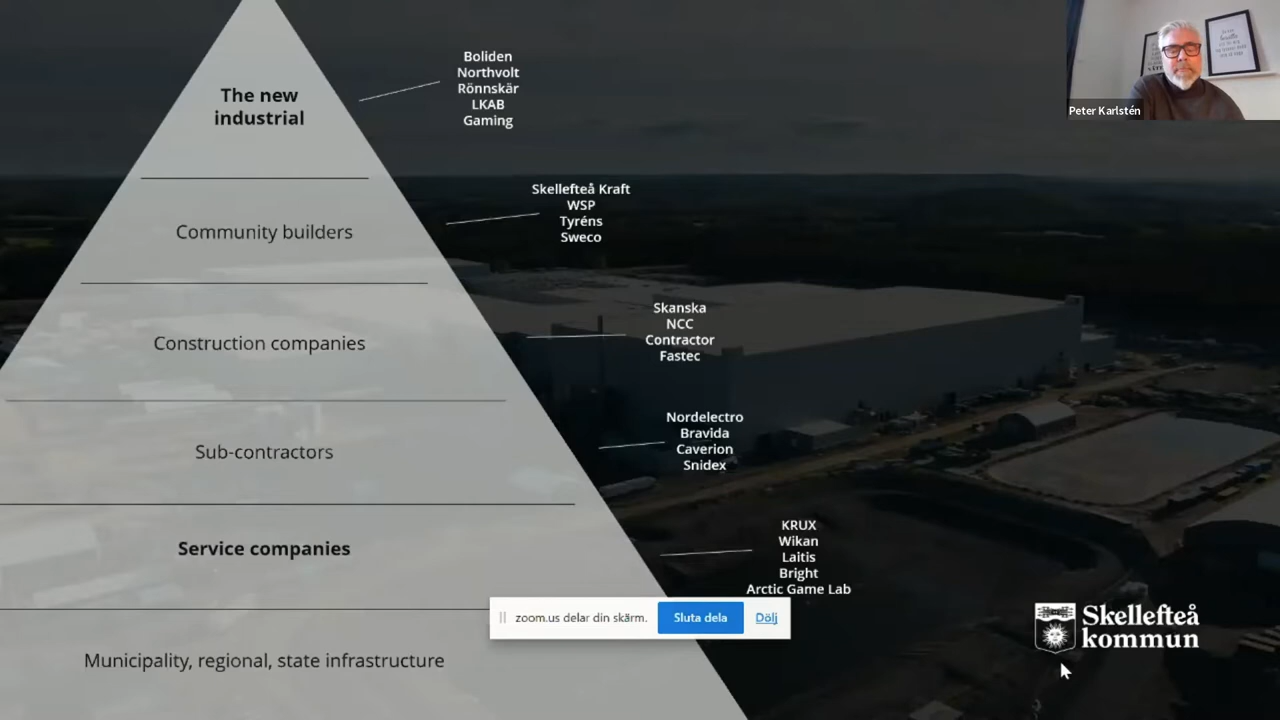 The new
industrial
Boliden
Northvolt
Rönnskär
LKAB
Gaming
Peter Karlstén
Community builders
Skellefteå Kraft
WSP
Tyréns
Sweco
Construction companies
Skanska
NCC
Contractor
Fastec
Sub-contractors
Nordelectro
Bravida
Caverion
Snidex
Service companies
KRUX
Wikan
Laitis
Bright
Arctic Game Lab
zoom.us delar din skärm. Sluta dela Dölj
Municipality, regional, state infrastructure
Skellefteå
kommun